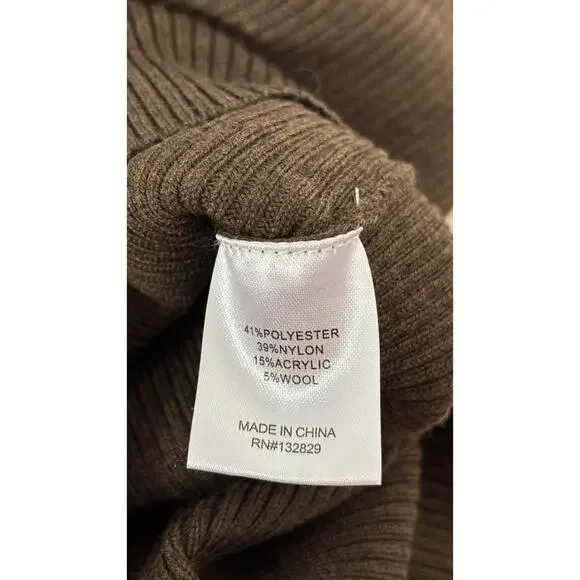 41%POLYESTER
39%NYLON
15%ACRYLIC
5%WOOL
MADE IN CHINA
RN#132829